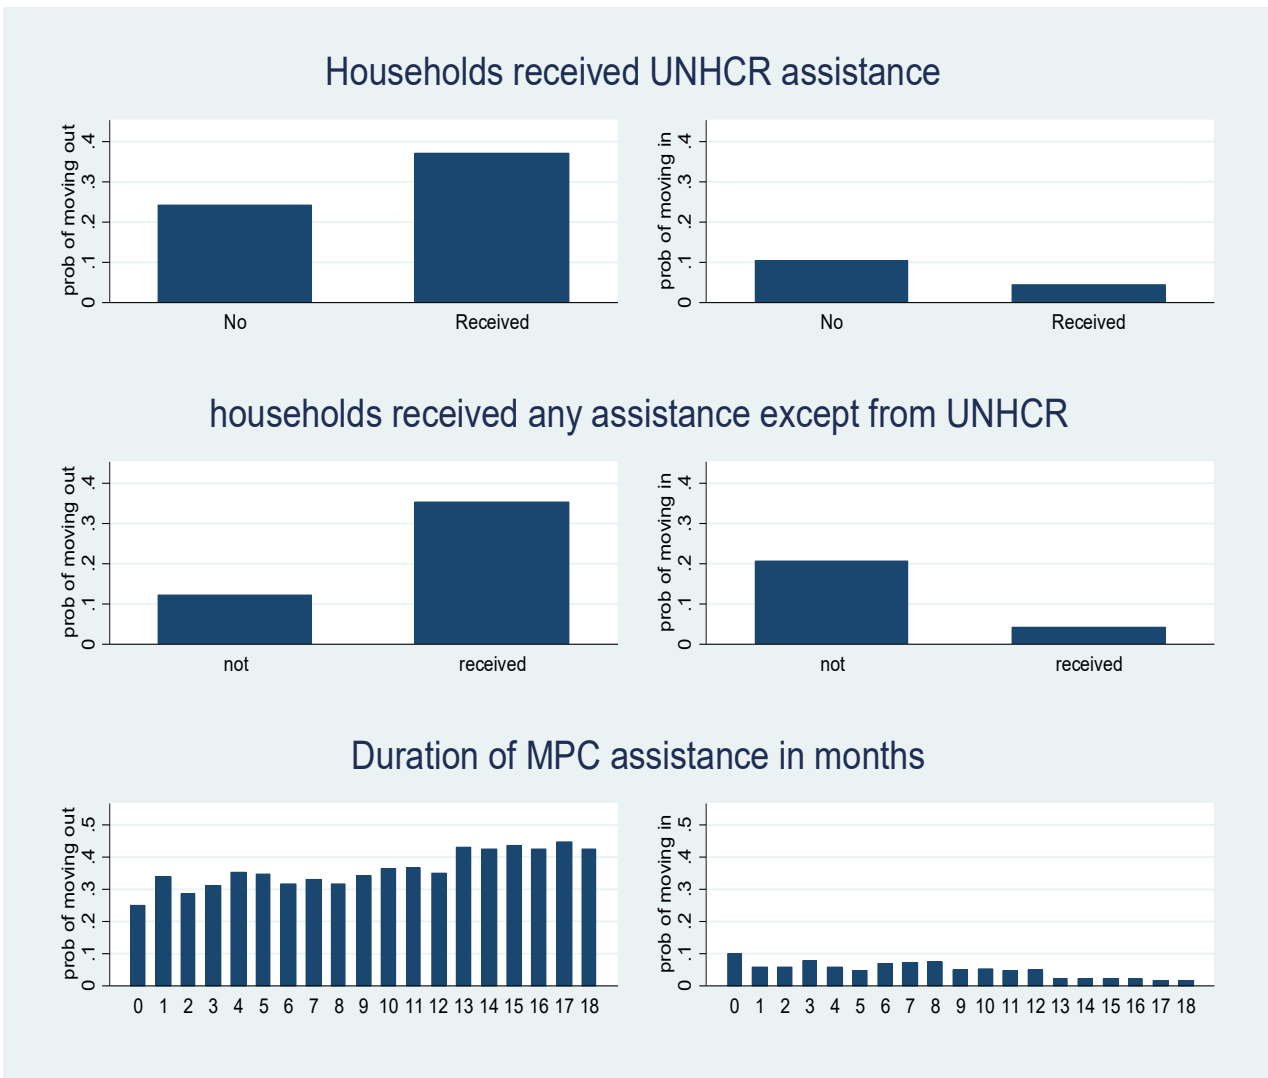 Households received UNHCR assistance
prob of moving out
.4
.3
.2
.1
0
No Received
prob of moving in
.4
.3
.2
.1
0
No Received
households received any assistance except from UNHCR
prob of moving out
.4
.3
.2
.1
0
not received
prob of moving in
.4
.3
.2
.1
0
not received
Duration of MPC assistance in months
prob of moving out
.5
.4
.3
.2
.1
0
0 1 2 3 4 5 6 7 8 9 10 11 12 13 14 15 16 17 18
prob of moving in
.5
.4
.3
.2
.1
0
0 1 2 3 4 5 6 7 8 9 10 11 12 13 14 15 16 17 18